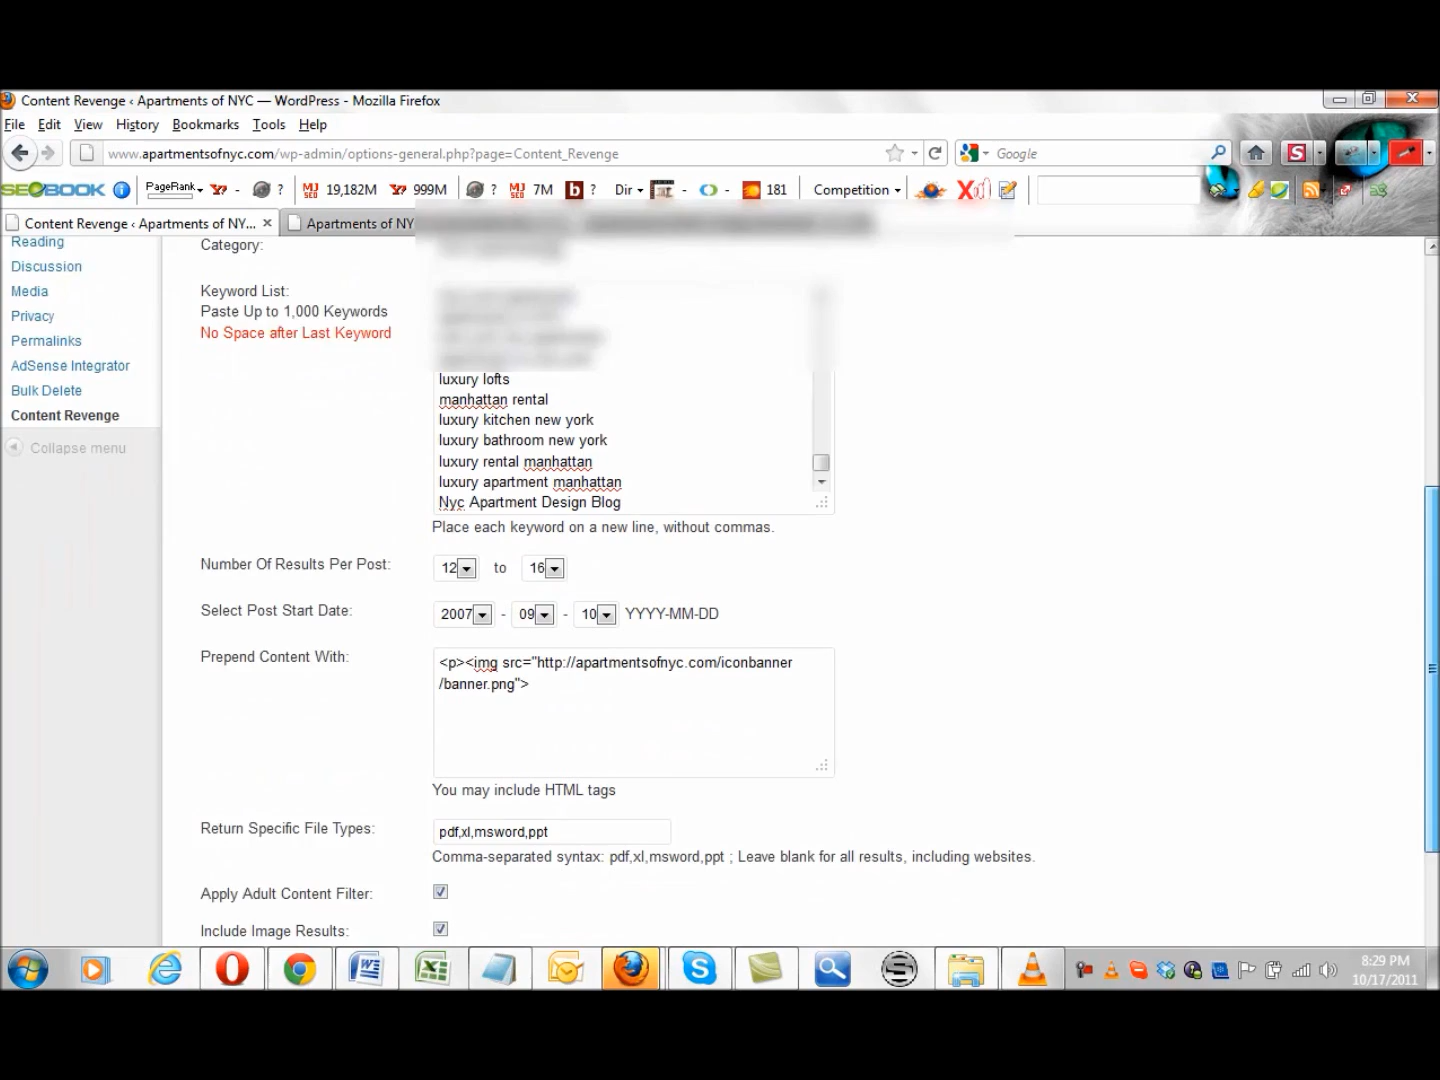 Content Revenge ‹ Apartments of NYC — WordPress - Mozilla Firefox
File Edit View History Bookmarks Tools Help
www.apartmentsofnyc.com/wp-admin/options-general.php?page=Content_Revenge
Google
SEOBOOK PageRank - ? MJ SEO 19,182M 999M ? MJ SEO 7M b ? Dir - - 181 Competition
Content Revenge ‹ Apartments of NY... × Apartments of NY
Reading
Discussion
Media
Privacy
Permalinks
AdSense Integrator
Bulk Delete
Content Revenge
Collapse menu
Category:
Keyword List:
Paste Up to 1,000 Keywords
No Space after Last Keyword
luxury lofts
manhattan rental
luxury kitchen new york
luxury bathroom new york
luxury rental manhattan
luxury apartment manhattan
Nyc Apartment Design Blog
Place each keyword on a new line, without commas.
Number Of Results Per Post: 12 to 16
Select Post Start Date: 2007 - 09 - 10 YYYY-MM-DD
Prepend Content With: <p><img src="http://apartmentsofnyc.com/iconbanner
/banner.png">
You may include HTML tags
Return Specific File Types: pdf,xl,msword,ppt
Comma-separated syntax: pdf,xl,msword,ppt ; Leave blank for all results, including websites.
Apply Adult Content Filter:
Include Image Results:
8:29 PM
10/17/2011